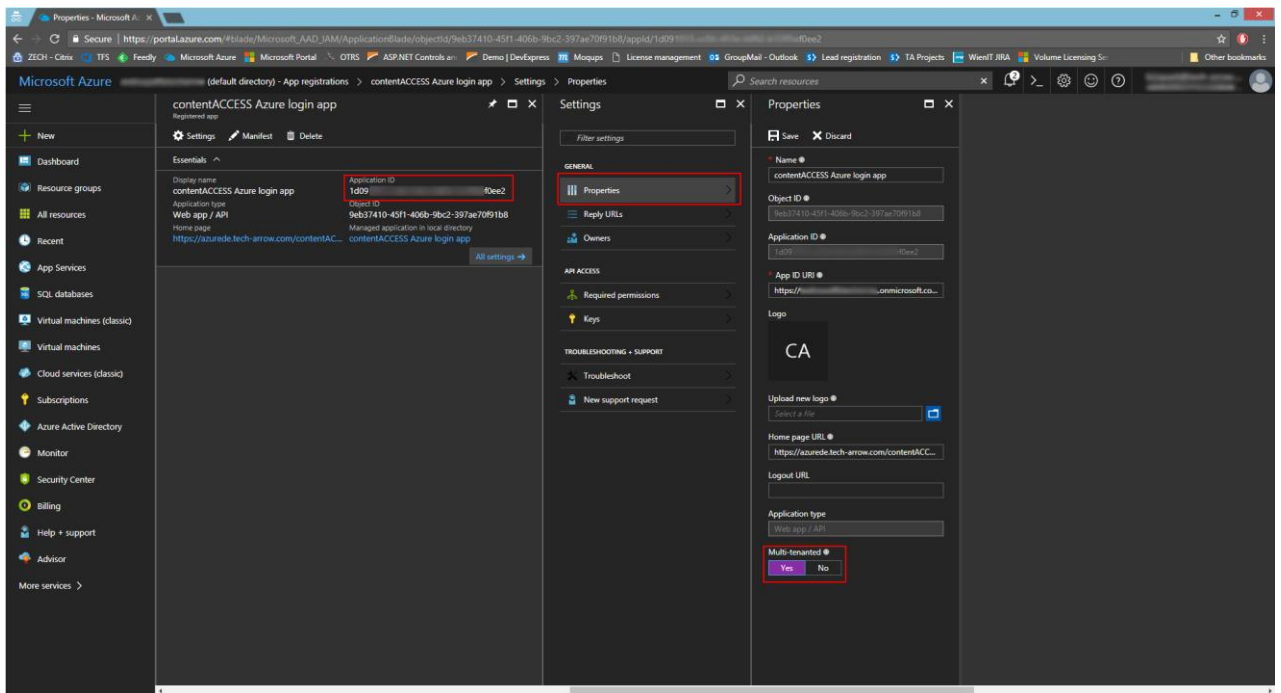 Properties - Microsoft A
Secure | https://portal.azure.com/#blade/Microsoft_AAD_IAM/ApplicationBlade/objectId/9eb37410-45f1-406b-9bc2-397ae70f91b8/appId/1d09 f0ee2
ZECH - Citrix TFS Feedly Microsoft Azure Microsoft Portal OTRS ASP.NET Controls an Demo | DevExpress Moqups License management GroupMail - Outlook Lead registration TA Projects WienIT JIRA Volume Licensing Se Other bookmarks
Microsoft Azure (default directory) - App registrations > contentACCESS Azure login app > Settings > Properties Search resources
New
Dashboard
Resource groups
All resources
Recent
App Services
SQL databases
Virtual machines (classic)
Virtual machines
Cloud services (classic)
Subscriptions
Azure Active Directory
Monitor
Security Center
Billing
Help + support
Advisor
More services >
contentACCESS Azure login app
Registered app
Settings Manifest Delete
Essentials
Display name
contentACCESS Azure login app
Application type
Web app / API
Home page
https://azurede.tech-arrow.com/contentAC...
Application ID
1d09 f0ee2
Object ID
9eb37410-45f1-406b-9bc2-397ae70f91b8
Managed application in local directory
contentACCESS Azure login app
All settings →
Settings
Filter settings
GENERAL
Properties
Reply URLs
Owners
API ACCESS
Required permissions
Keys
TROUBLESHOOTING + SUPPORT
Troubleshoot
New support request
Properties
Save Discard
* Name
contentACCESS Azure login app
Object ID
9eb37410-45f1-406b-9bc2-397ae70f91b8
Application ID
1d09 f0ee2
* App ID URI
https:// .onmicrosoft.co...
Logo
CA
Upload new logo
Select a file
Home page URL
https://azurede.tech-arrow.com/contentACC...
Logout URL
Application type
Web app / API
Multi-tenanted
Yes No